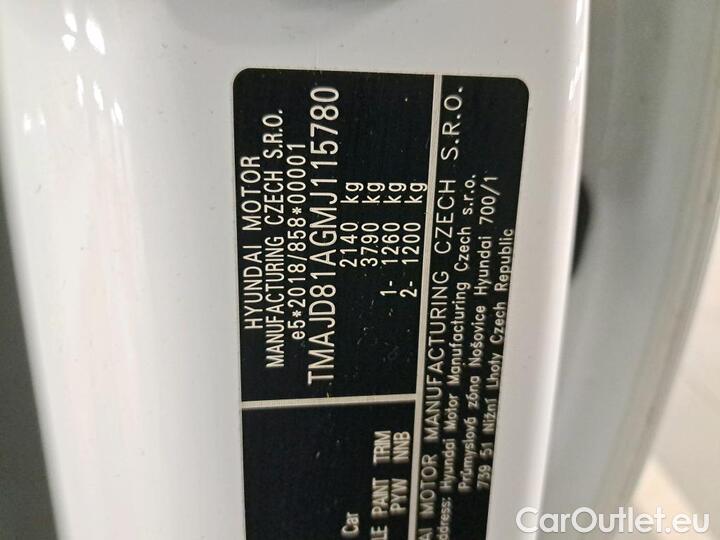 HYUNDAI MOTOR
MANUFACTURING CZECH S.R.O.
e5*2018/858*00001
TMAJD81AGMJ115780
2140 kg
3790 kg
1- 1260 kg
2- 1200 kg
Car
PAINT TRIM
PYW NNB
MOTOR MANUFACTURING CZECH S.R.O.
address: Hyundai Motor Manufacturing Czech s.r.o.
Průmyslová zóna Nošovice Hyundai 700/1
739 51 Nižní Lhoty Czech Republic
CarOutlet.eu